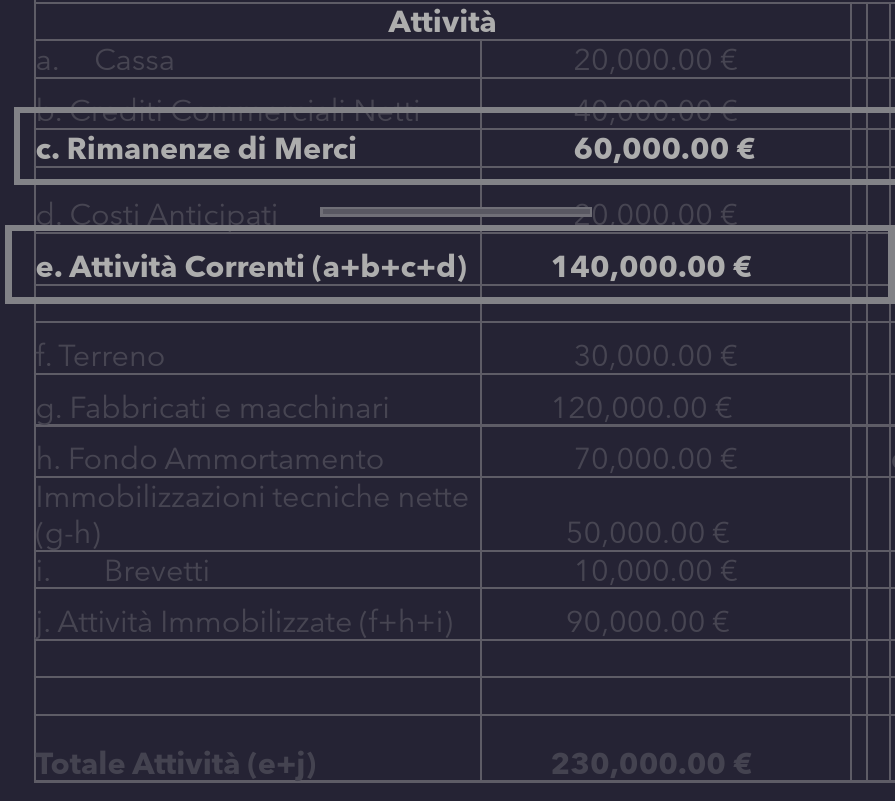 Attività
a. Cassa 20,000.00 €
b. Crediti Commerciali Netti 40,000.00 €
c. Rimanenze di Merci 60,000.00 €
d. Costi Anticipati 20,000.00 €
e. Attività Correnti (a+b+c+d) 140,000.00 €
f. Terreno 30,000.00 €
g. Fabbricati e macchinari 120,000.00 €
h. Fondo Ammortamento 70,000.00 €
Immobilizzazioni tecniche nette
(g-h) 50,000.00 €
i. Brevetti 10,000.00 €
j. Attività Immobilizzate (f+h+i) 90,000.00 €
Totale Attività (e+j) 230,000.00 €